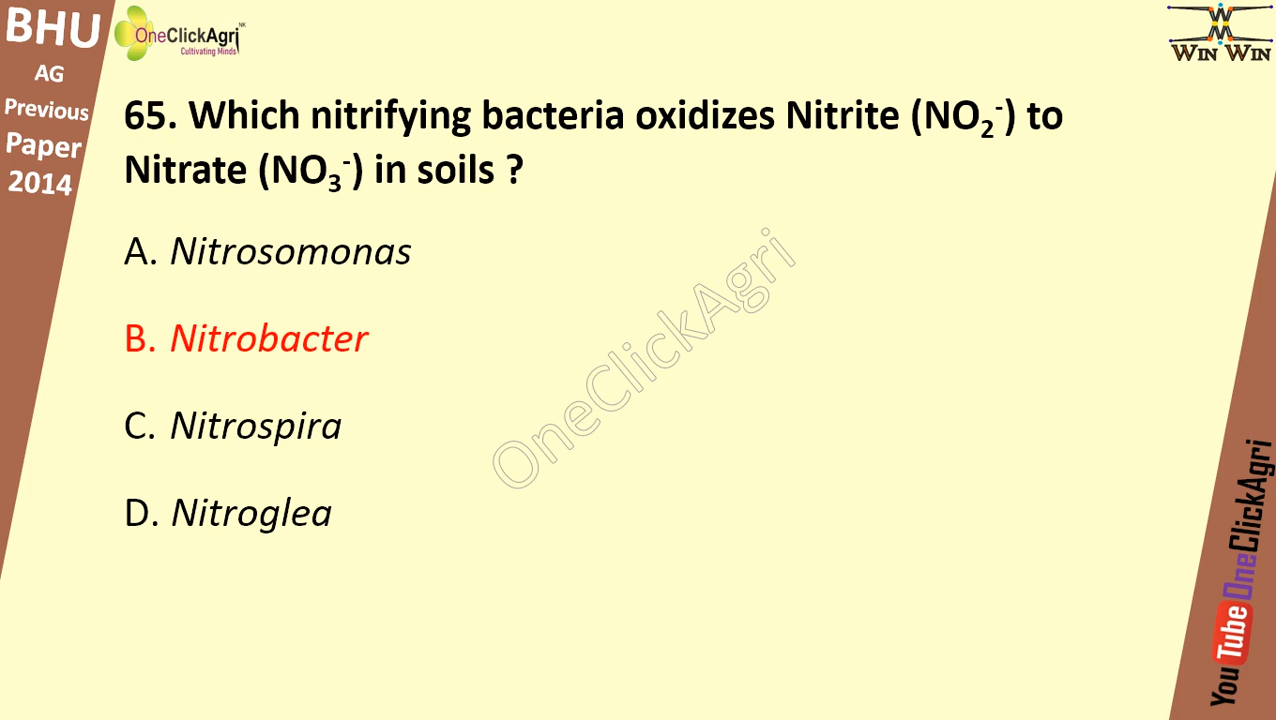 BHU
AG
Previous
Paper
2014
OneClickAgri NK
Cultivating Minds
WIN WIN
65. Which nitrifying bacteria oxidizes Nitrite (NO₂⁻) to
Nitrate (NO₃⁻) in soils ?
A. Nitrosomonas
B. Nitrobacter
C. Nitrospira
D. Nitroglea
OneClickAgri
YouTube OneClickAgri